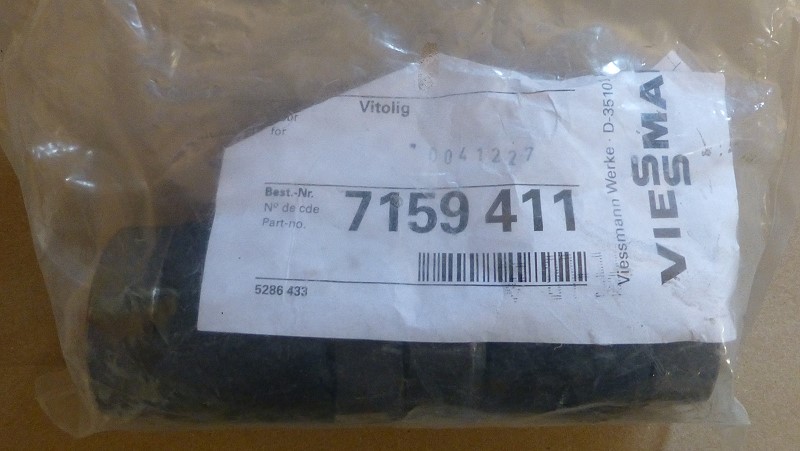 Vitolig
for
0041227
Best.-Nr.
N° de cde
Part-no.
7159 411
5286 433
Viessmann Werke · D-3510
VIESSMA